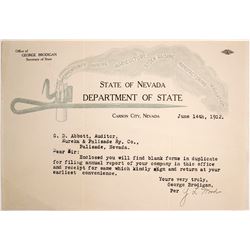 Office of
GEORGE BRODIGAN
Secretary of State
AGRICULTURE
STATE OF NEVADA
DEPARTMENT OF STATE
CARSON CITY, NEVADA
June 14th, 1912.
G. D. Abbott, Auditor,
Eureka & Palisade Ry. Co.,
Palisade, Nevada.
Dear Sir:
Enclosed you will find blank forms in duplicate
for filing annual report of your company in this office
and receipt for same which kindly sign and return at
your earliest convenience.
Yours very truly,
George Brodigan,
Per